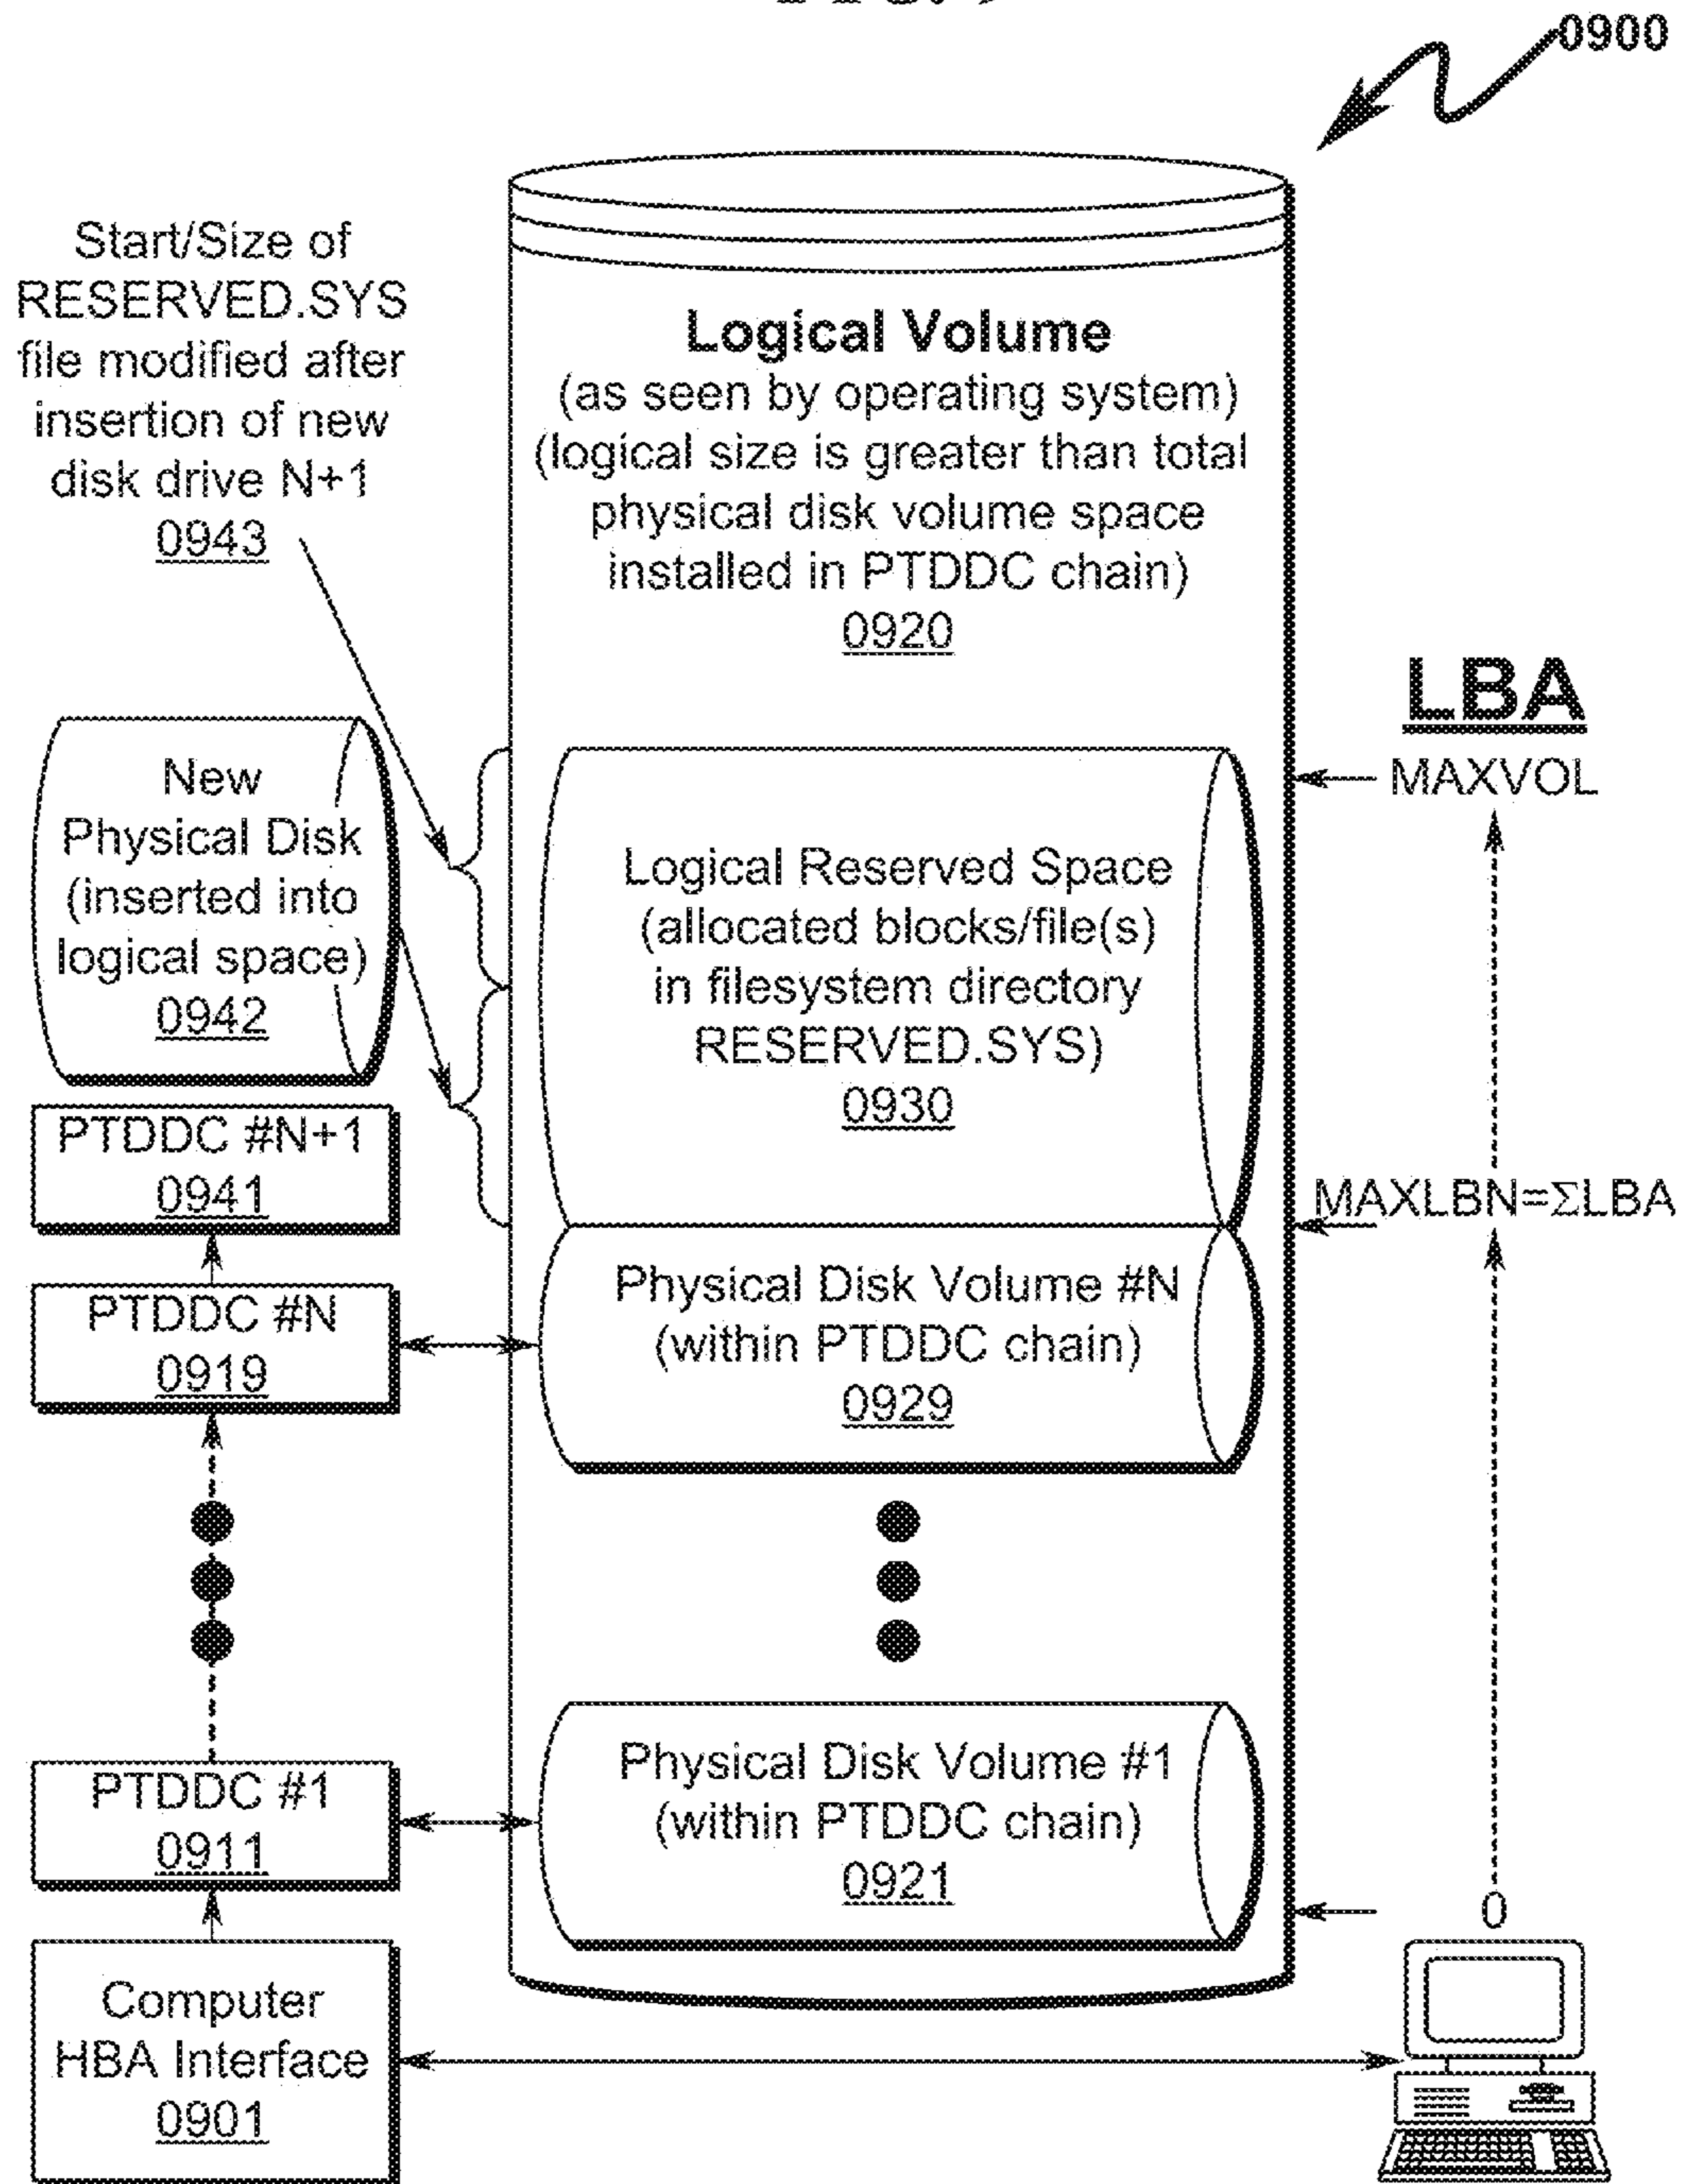 0900
Start/Size of
RESERVED.SYS
file modified after
insertion of new
disk drive N+1
0943
Logical Volume
(as seen by operating system)
(logical size is greater than total
physical disk volume space
installed in PTDDC chain)
0920
LBA
MAXVOL
New
Physical Disk
(inserted into
logical space)
0942
Logical Reserved Space
(allocated blocks/file(s)
in filesystem directory
RESERVED.SYS)
0930
PTDDC #N+1
0941
MAXLBN=ΣLBA
PTDDC #N
0919
Physical Disk Volume #N
(within PTDDC chain)
0929
PTDDC #1
0911
Physical Disk Volume #1
(within PTDDC chain)
0921
0
Computer
HBA Interface
0901